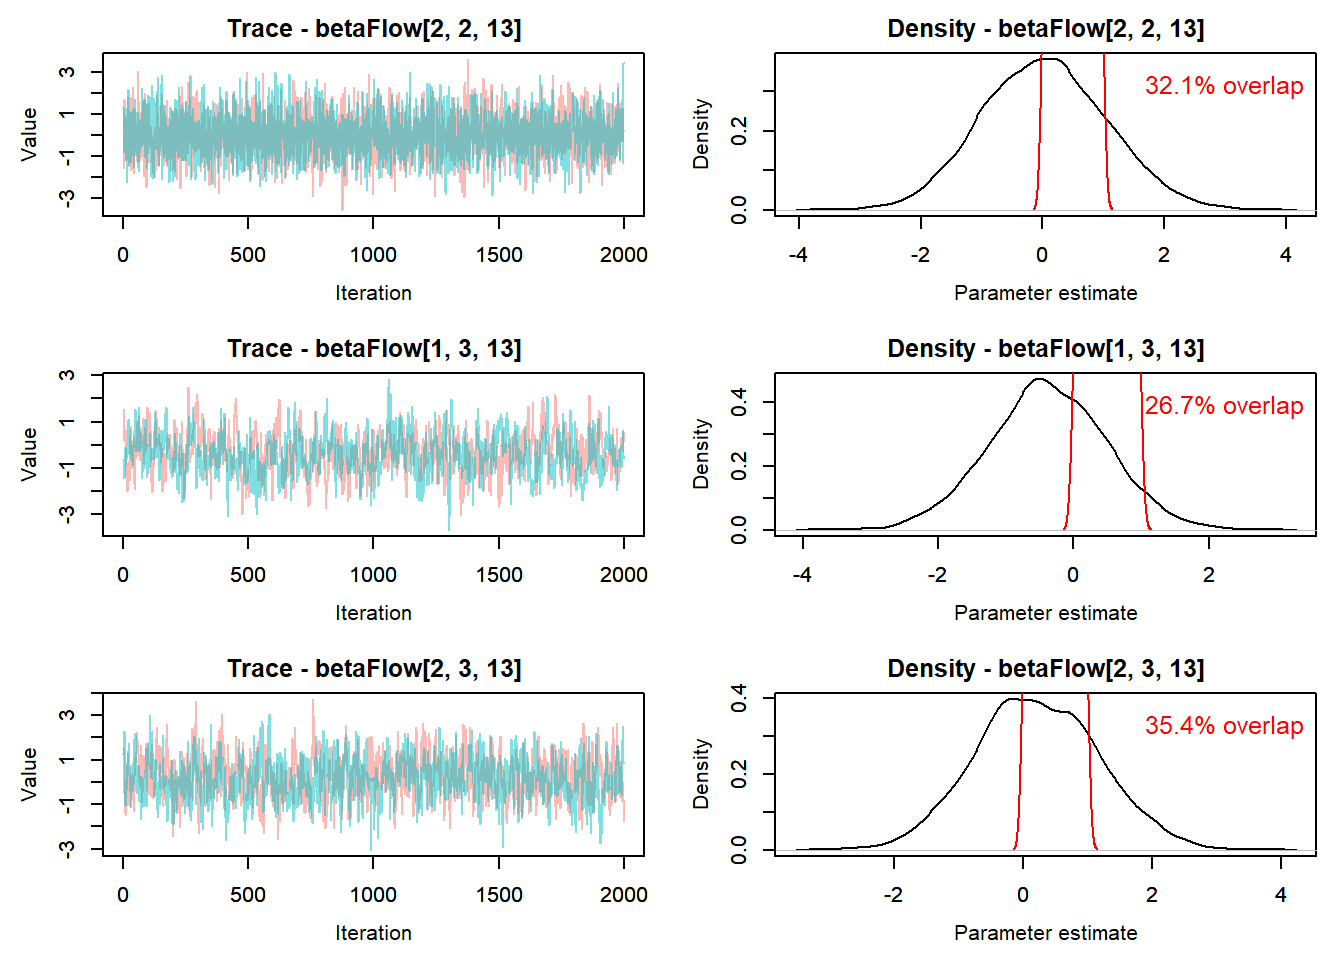 Trace - betaFlow[2, 2, 13]
Value
3
1
-1
-3
0 500 1000 1500 2000
Iteration
Density - betaFlow[2, 2, 13]
32.1% overlap
Density
0.2
0.0
-4 -2 0 2 4
Parameter estimate
Trace - betaFlow[1, 3, 13]
Value
3
1
-1
-3
0 500 1000 1500 2000
Iteration
Density - betaFlow[1, 3, 13]
26.7% overlap
Density
0.4
0.2
0.0
-4 -2 0 2
Parameter estimate
Trace - betaFlow[2, 3, 13]
Value
3
1
-1
-3
0 500 1000 1500 2000
Iteration
Density - betaFlow[2, 3, 13]
35.4% overlap
Density
0.4
0.2
0.0
-2 0 2 4
Parameter estimate